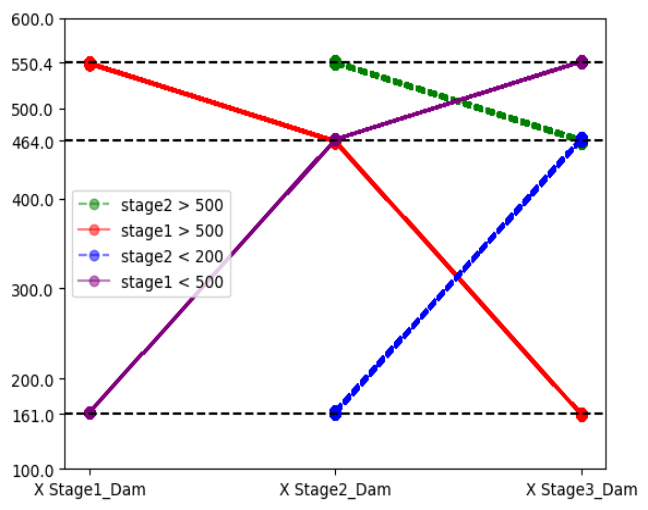 600.0
550.4
500.0
464.0
400.0
300.0
200.0
161.0
100.0
stage2 > 500
stage1 > 500
stage2 < 200
stage1 < 500
X Stage1_Dam
X Stage2_Dam
X Stage3_Dam